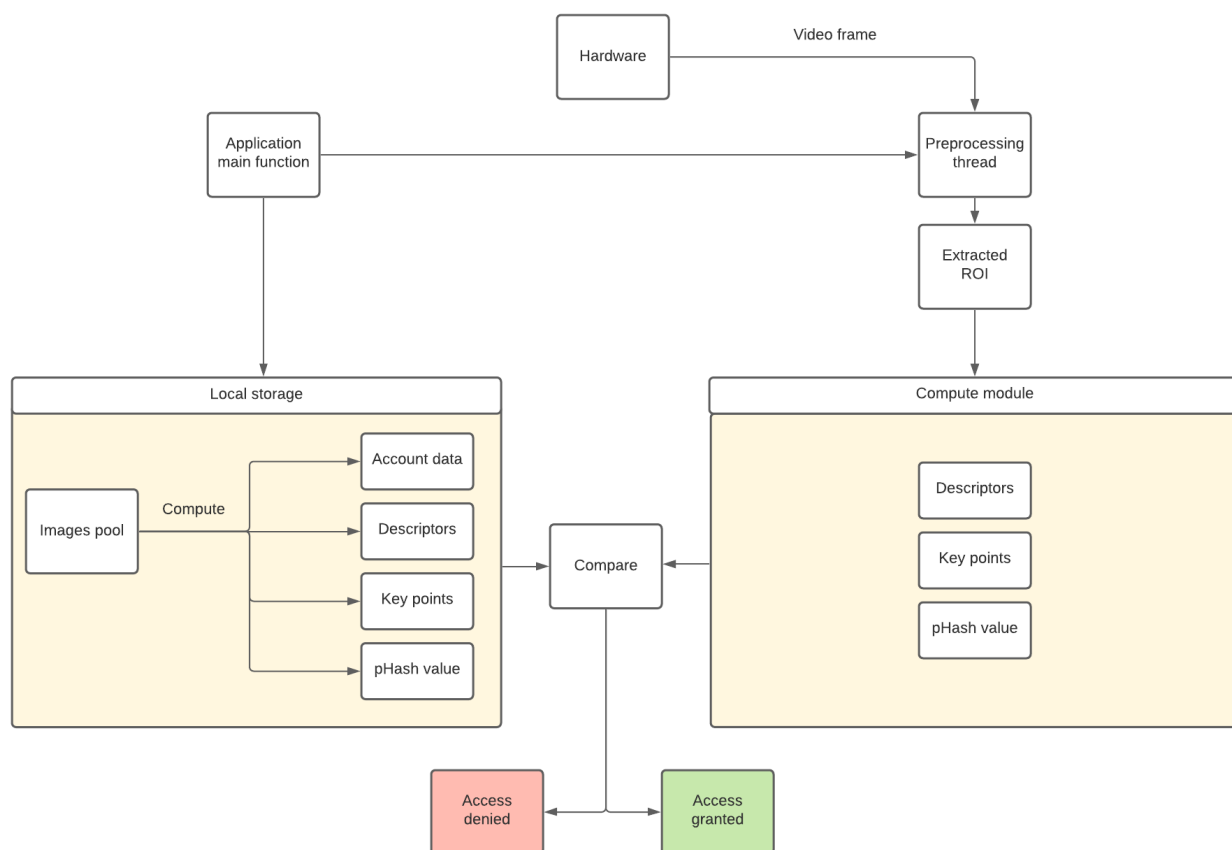 Video frame
Hardware
Application
main function
Preprocessing
thread
Extracted
ROI
Local storage
Account data
Images pool
Compute
Descriptors
Key points
pHash value
Compare
Compute module
Descriptors
Key points
pHash value
Access
denied
Access
granted